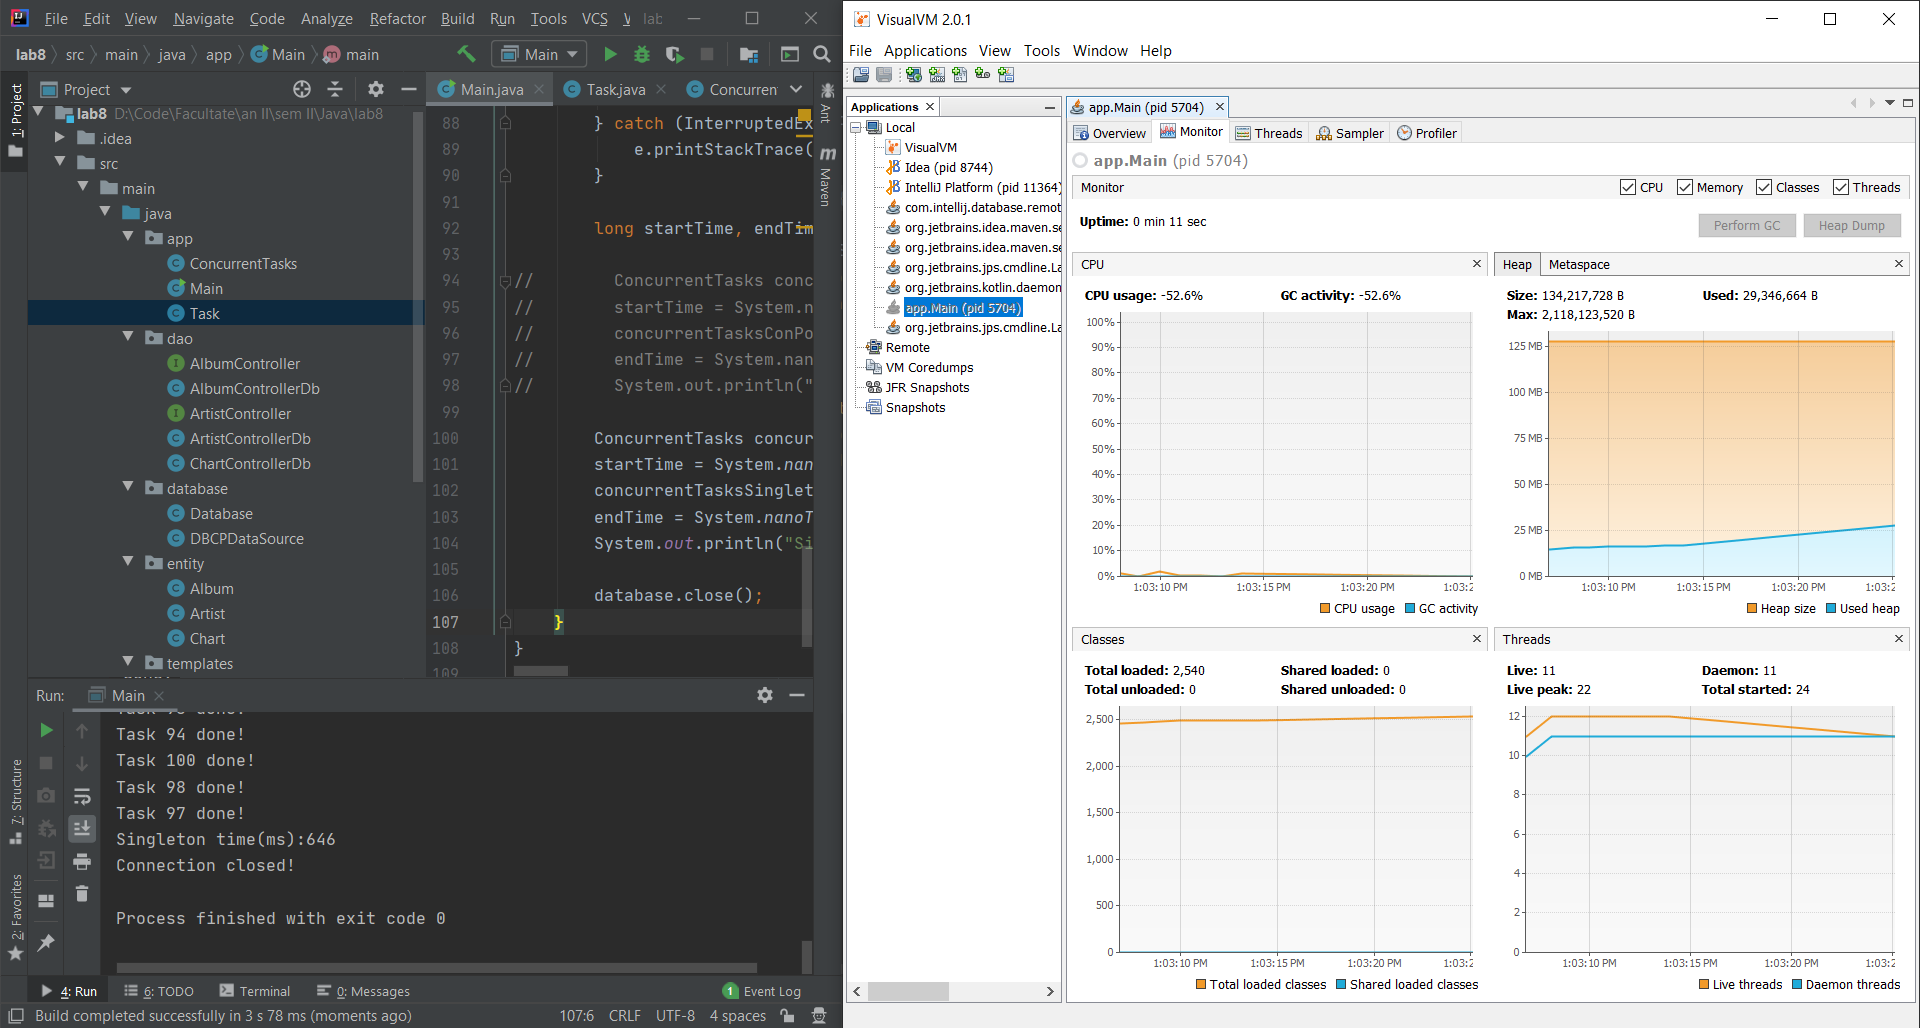 File Edit View Navigate Code Analyze Refactor Build Run Tools VCS lab
lab8 src main java app Main main
Main
Project
Main.java Task.java Concurren
1: Project
7: Structure
2: Favorites
Ant
Maven
lab8 D:\Code\Facultate\an II\sem II\Java\lab8
.idea
src
main
java
app
ConcurrentTasks
Main
Task
dao
AlbumController
AlbumControllerDb
ArtistController
ArtistControllerDb
ChartControllerDb
database
Database
DBCPDataSource
entity
Album
Artist
Chart
templates
88 } catch (InterruptedEx
89 e.printStackTrace(
90 }
91
92 long startTime, endTim
93
94 // ConcurrentTasks conc
95 // startTime = System.n
96 // concurrentTasksConPo
97 // endTime = System.nan
98 // System.out.println("
99
100 ConcurrentTasks concur
101 startTime = System.nan
102 concurrentTasksSinglet
103 endTime = System.nanoT
104 System.out.println("Si
105
106 database.close();
107 }
108 }
109
Run: Main
Task 94 done!
Task 100 done!
Task 98 done!
Task 97 done!
Singleton time(ms):646
Connection closed!
Process finished with exit code 0
4: Run 6: TODO Terminal 0: Messages 1 Event Log
Build completed successfully in 3 s 78 ms (moments ago) 107:6 CRLF UTF-8 4 spaces
VisualVM 2.0.1
File Applications View Tools Window Help
Applications
Local
VisualVM
Idea (pid 8744)
IntelliJ Platform (pid 11364)
com.intellij.database.remot
org.jetbrains.idea.maven.se
org.jetbrains.idea.maven.se
org.jetbrains.jps.cmdline.La
org.jetbrains.kotlin.daemon
app.Main (pid 5704)
org.jetbrains.jps.cmdline.La
Remote
VM Coredumps
JFR Snapshots
Snapshots
app.Main (pid 5704)
Overview Monitor Threads Sampler Profiler
app.Main (pid 5704)
Monitor CPU Memory Classes Threads
Uptime: 0 min 11 sec Perform GC Heap Dump
CPU
CPU usage: -52.6% GC activity: -52.6%
100%
90%
80%
70%
60%
50%
40%
30%
20%
10%
0%
1:03:10 PM 1:03:15 PM 1:03:20 PM 1:03:2
CPU usage GC activity
Heap Metaspace
Size: 134,217,728 B Used: 29,346,664 B
Max: 2,118,123,520 B
125 MB
100 MB
75 MB
50 MB
25 MB
0 MB
1:03:10 PM 1:03:15 PM 1:03:20 PM 1:03:2
Heap size Used heap
Classes
Total loaded: 2,540 Shared loaded: 0
Total unloaded: 0 Shared unloaded: 0
2,500
2,000
1,500
1,000
500
0
1:03:10 PM 1:03:15 PM 1:03:20 PM 1:03:2
Total loaded classes Shared loaded classes
Threads
Live: 11 Daemon: 11
Live peak: 22 Total started: 24
12
10
8
6
4
2
0
1:03:10 PM 1:03:15 PM 1:03:20 PM 1:03:2
Live threads Daemon threads